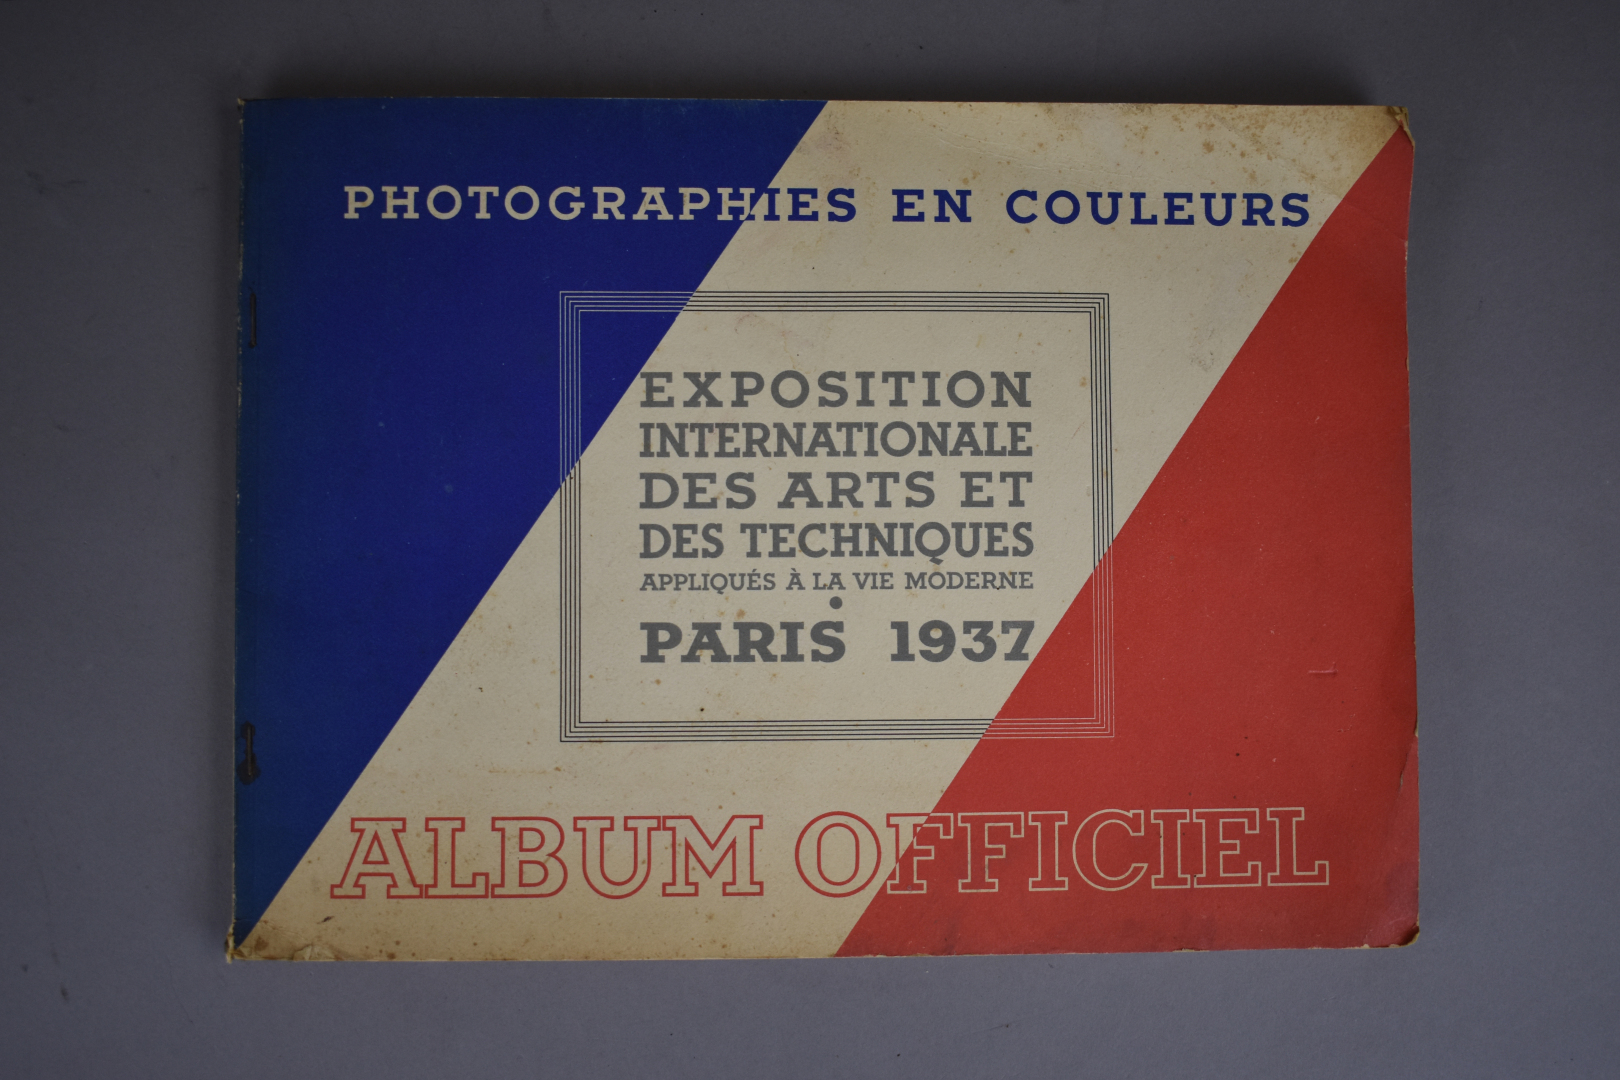 PHOTOGRAPHIES EN COULEURS
EXPOSITION
INTERNATIONALE
DES ARTS ET
DES TECHNIQUES
APPLIQUÉS À LA VIE MODERNE
PARIS 1937
ALBUM OFFICIEL